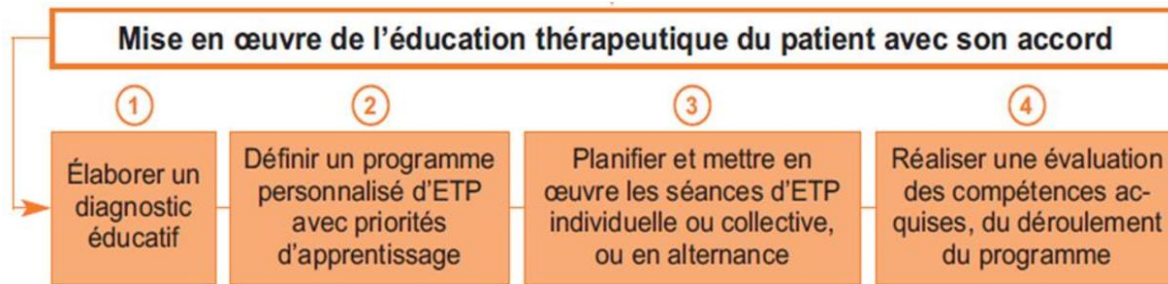 Mise en œuvre de l’éducation thérapeutique du patient avec son accord
1
2
3
4
Élaborer un
diagnostic
éducatif
Définir un programme
personnalisé d’ETP
avec priorités
d’apprentissage
Planifier et mettre en
œuvre les séances d’ETP
individuelle ou collective,
ou en alternance
Réaliser une évaluation
des compétences ac-
quises, du déroulement
du programme